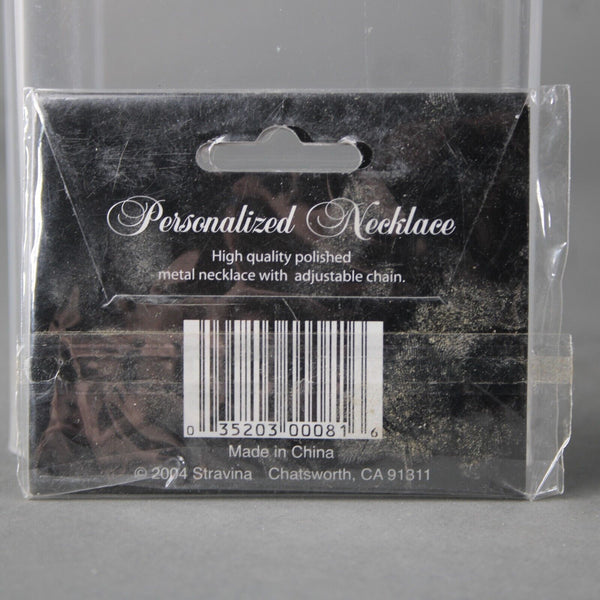 Personalized Necklace
High quality polished
metal necklace with adjustable chain.
0 35203 00081 6
Made in China
© 2004 Stravina Chatsworth, CA 91311